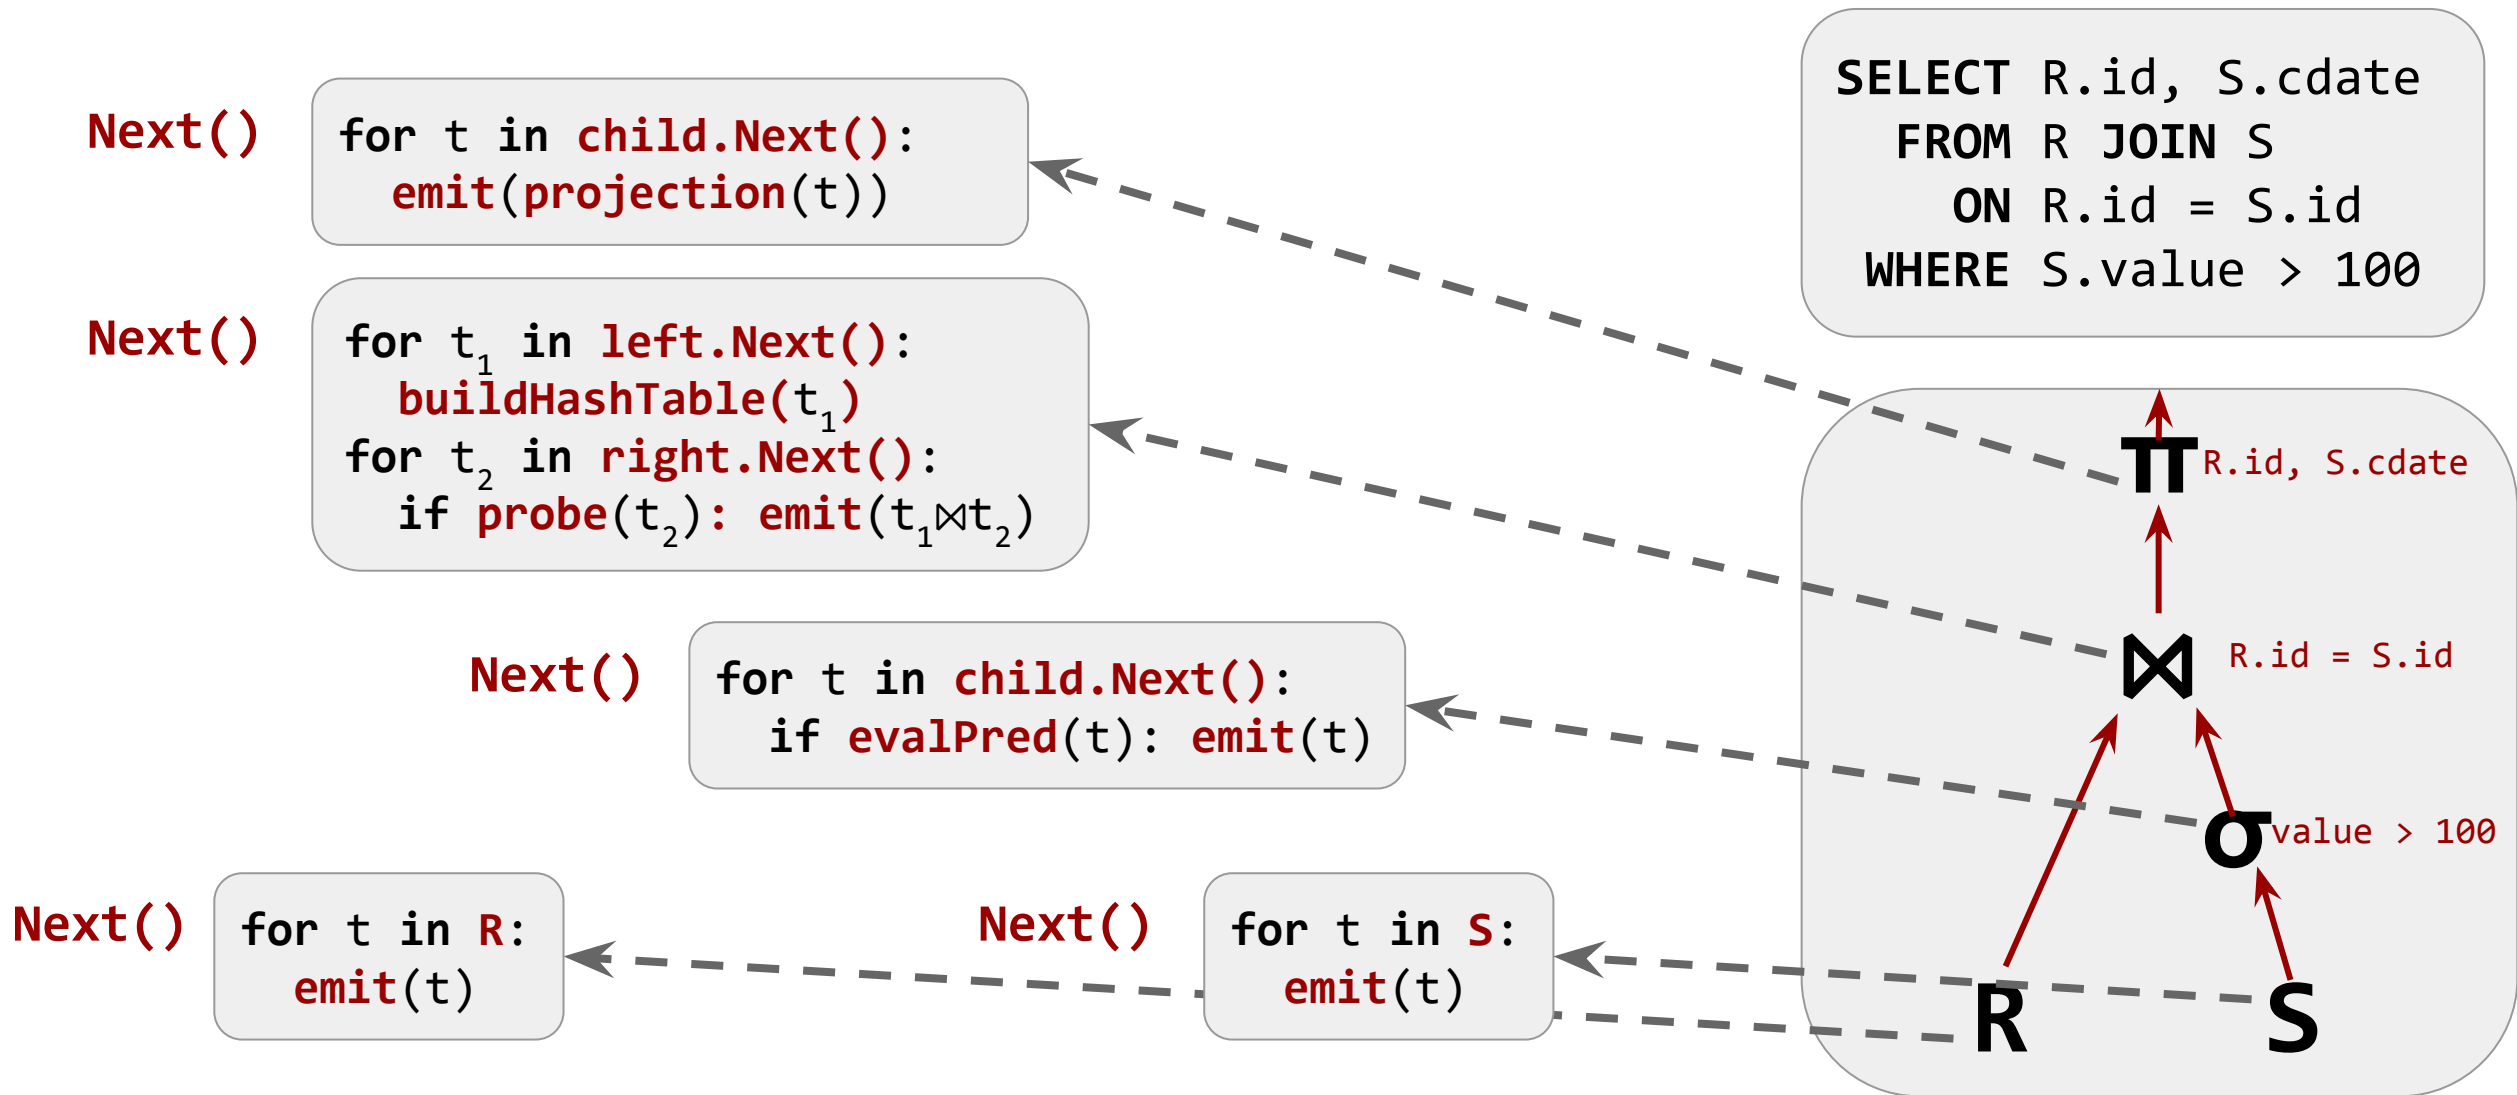 Next()
for t in child.Next():
emit(projection(t))
Next()
for t₁ in left.Next():
buildHashTable(t₁)
for t₂ in right.Next():
if probe(t₂): emit(t₁⋈t₂)
Next()
for t in child.Next():
if evalPred(t): emit(t)
Next()
for t in R:
emit(t)
Next()
for t in S:
emit(t)
SELECT R.id, S.cdate
FROM R JOIN S
ON R.id = S.id
WHERE S.value > 100
π R.id, S.cdate
⋈ R.id = S.id
σ value > 100
R S